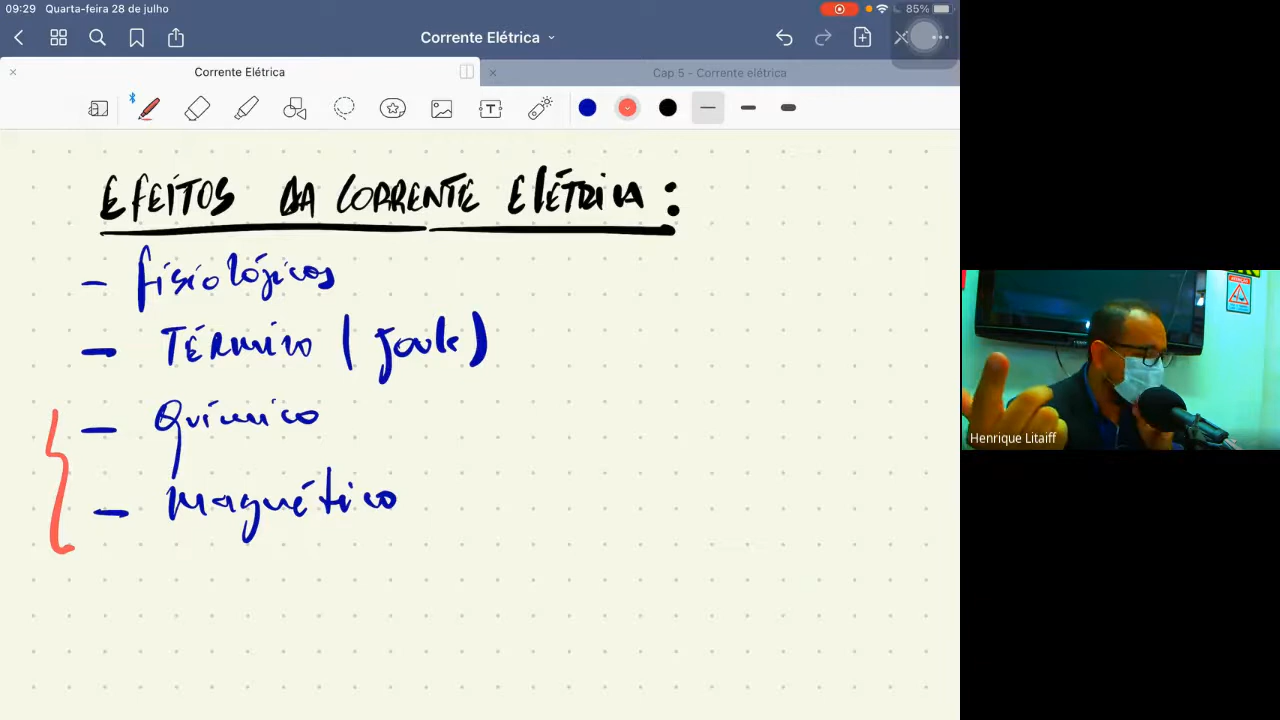 09:29 Quarta-feira 28 de julho
85%
Corrente Elétrica
Corrente Elétrica
Cap 5 - Corrente elétrica
EFEITOS DA CORRENTE ELÉTRICA:
- fisiológicos
- TÉRMICO (Joule)
- Químico
- Magnético
Henrique Litaiff